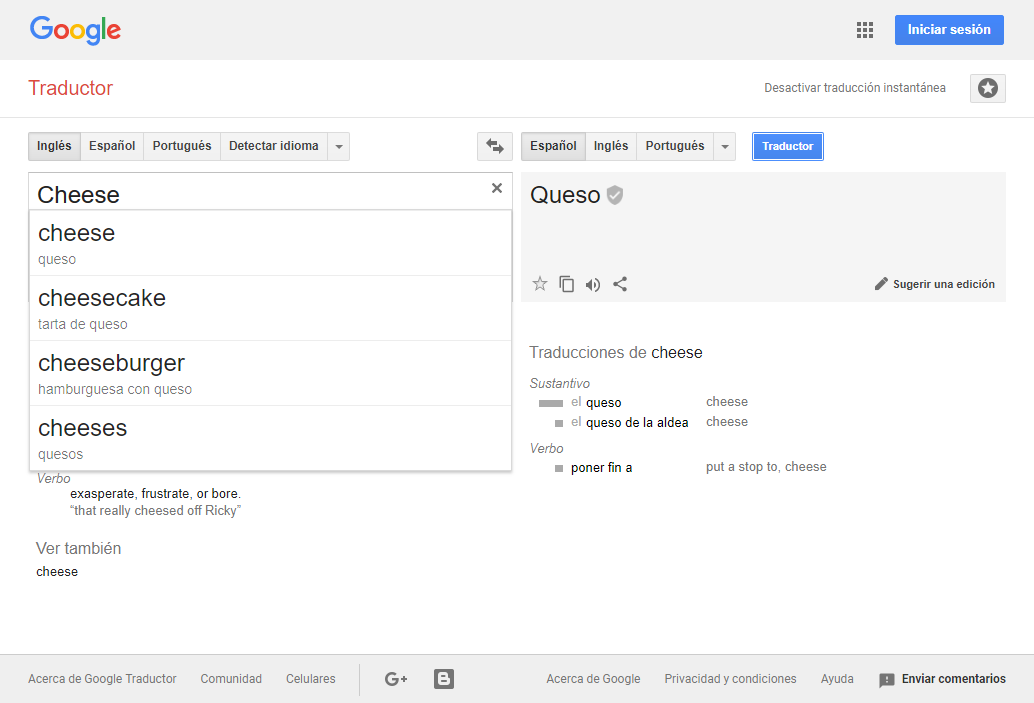 Google
Iniciar sesión
Traductor
Desactivar traducción instantánea
Inglés Español Portugués Detectar idioma
Español Inglés Portugués Traductor
Cheese
cheese
queso
cheesecake
tarta de queso
cheeseburger
hamburguesa con queso
cheeses
quesos
Verbo
exasperate, frustrate, or bore.
“that really cheesed off Ricky”
Ver también
cheese
Queso
Sugerir una edición
Traducciones de cheese
Sustantivo
el queso cheese
el queso de la aldea cheese
Verbo
poner fin a put a stop to, cheese
Acerca de Google Traductor Comunidad Celulares G+ B Acerca de Google Privacidad y condiciones Ayuda Enviar comentarios